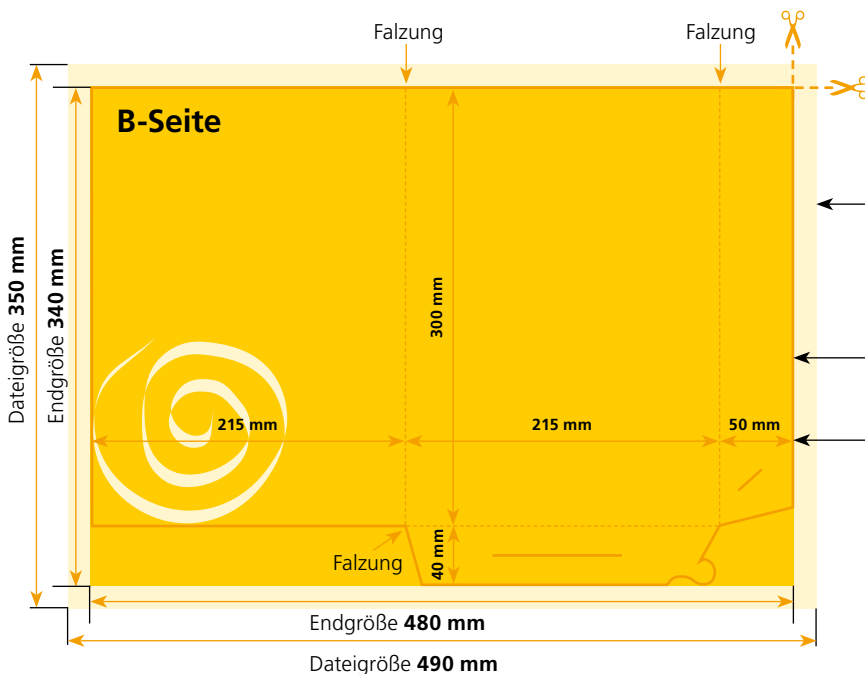 Falzung
Falzung
B-Seite
Dateigröße 350 mm
Endgröße 340 mm
300 mm
215 mm
215 mm
50 mm
Falzung
40 mm
Endgröße 480 mm
Dateigröße 490 mm